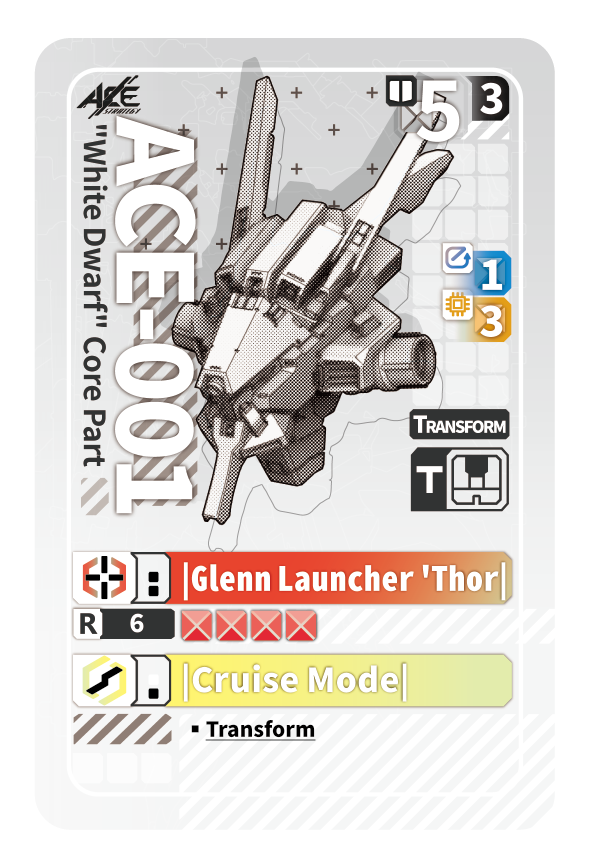 ACE
STRATEGY
5
3
ACE-001
"White Dwarf" Core Part
1
3
TRANSFORM
T
|Glenn Launcher 'Thor|
R 6
|Cruise Mode|
▪ Transform